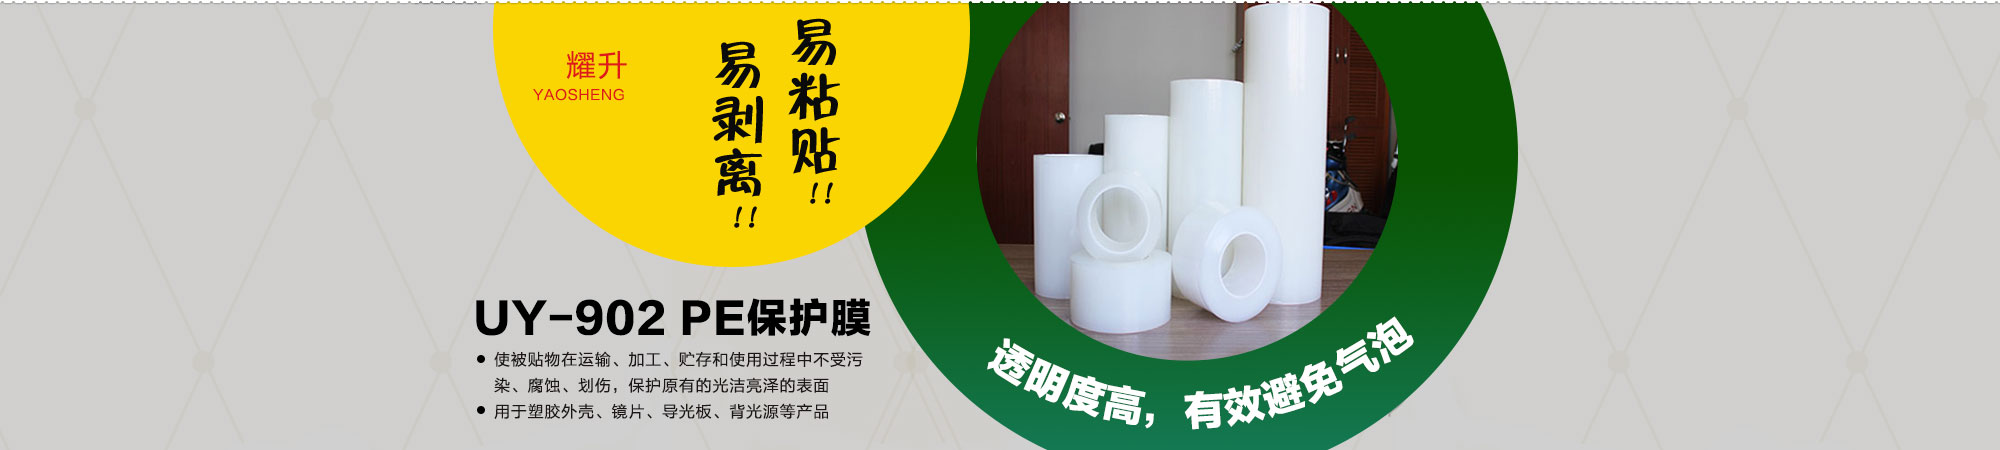 耀升
YAOSHENG
易粘贴!!
易剥离!!
UY-902 PE保护膜
使被贴物在运输、加工、贮存和使用过程中不受污
染、腐蚀、划伤，保护原有的光洁亮泽的表面
用于塑胶外壳、镜片、导光板、背光源等产品
透明度高，有效避免气泡